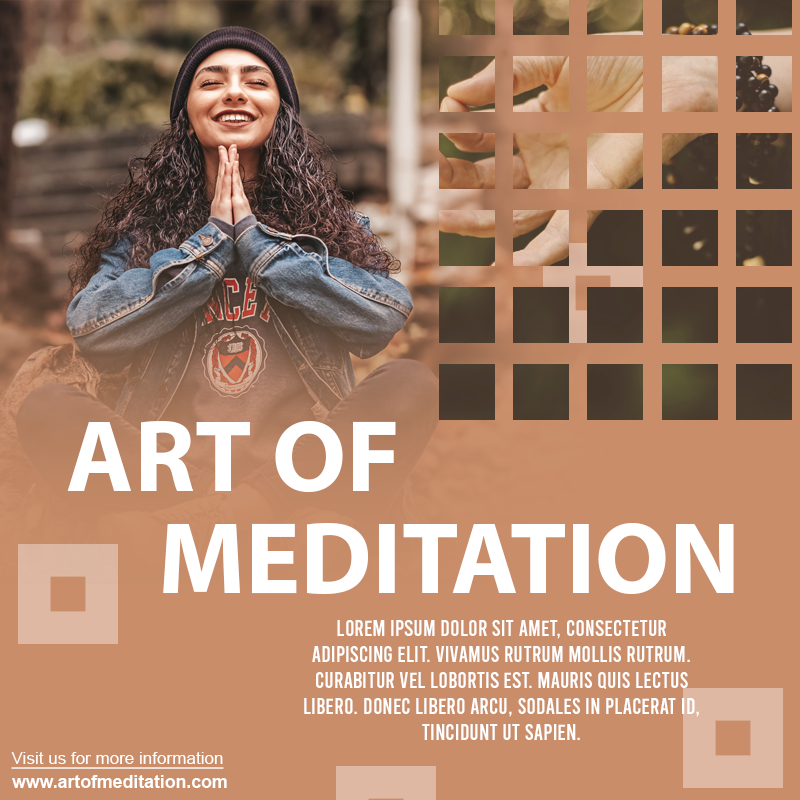 ART OF
MEDITATION
LOREM IPSUM DOLOR SIT AMET, CONSECTETUR
ADIPISCING ELIT. VIVAMUS RUTRUM MOLLIS RUTRUM.
CURABITUR VEL LOBORTIS EST. MAURIS QUIS LECTUS
LIBERO. DONEC LIBERO ARCU, SODALES IN PLACERAT ID,
TINCIDUNT UT SAPIEN.
Visit us for more information
www.artofmeditation.com